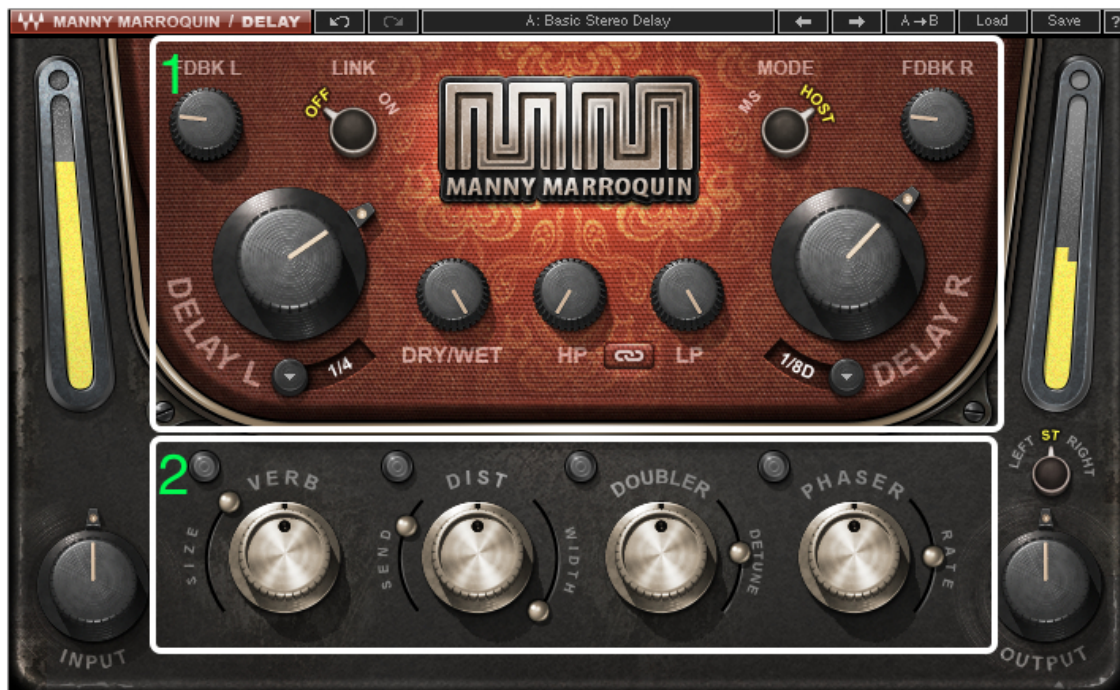 MANNY MARROQUIN / DELAY
A: Basic Stereo Delay
A→B
Load
Save
?
1
FDBK L
LINK
OFF
ON
MANNY MARROQUIN
MODE
MS
HOST
FDBK R
DELAY L
1/4
DRY/WET
HP
LP
1/8D
DELAY R
2
VERB
SIZE
DIST
SEND
WIDTH
DOUBLER
DETUNE
PHASER
RATE
LEFT
ST
RIGHT
INPUT
OUTPUT